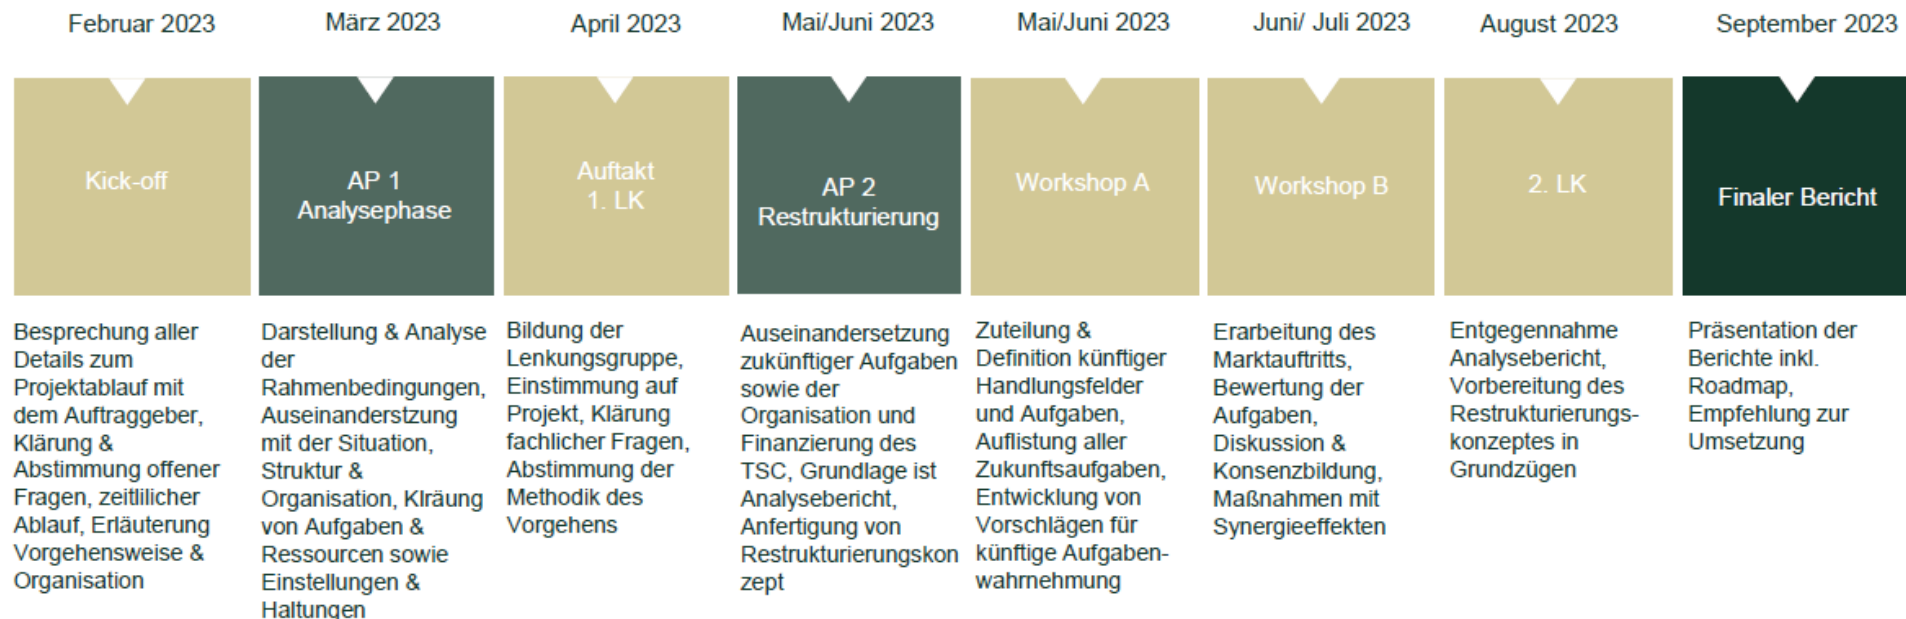 Februar 2023
März 2023
April 2023
Mai/Juni 2023
Mai/Juni 2023
Juni/ Juli 2023
August 2023
September 2023
Kick-off
AP 1
Analysephase
Auftakt
1. LK
AP 2
Restrukturierung
Workshop A
Workshop B
2. LK
Finaler Bericht
Besprechung aller
Details zum
Projektablauf mit
dem Auftraggeber,
Klärung &
Abstimmung offener
Fragen, zeitlilicher
Ablauf, Erläuterung
Vorgehensweise &
Organisation
Darstellung & Analyse
der
Rahmenbedingungen,
Auseinanderstzung
mit der Situation,
Struktur &
Organisation, Klräung
von Aufgaben &
Ressourcen sowie
Einstellungen &
Haltungen
Bildung der
Lenkungsgruppe,
Einstimmung auf
Projekt, Klärung
fachlicher Fragen,
Abstimmung der
Methodik des
Vorgehens
Auseinandersetzung
zukünftiger Aufgaben
sowie der
Organisation und
Finanzierung des
TSC, Grundlage ist
Analysebericht,
Anfertigung von
Restrukturierungskon
zept
Zuteilung &
Definition künftiger
Handlungsfelder
und Aufgaben,
Auflistung aller
Zukunftsaufgaben,
Entwicklung von
Vorschlägen für
künftige Aufgaben-
wahrnehmung
Erarbeitung des
Marktauftritts,
Bewertung der
Aufgaben,
Diskussion &
Konsenzbildung,
Maßnahmen mit
Synergieeffekten
Entgegennahme
Analysebericht,
Vorbereitung des
Restrukturierungs-
konzeptes in
Grundzügen
Präsentation der
Berichte inkl.
Roadmap,
Empfehlung zur
Umsetzung